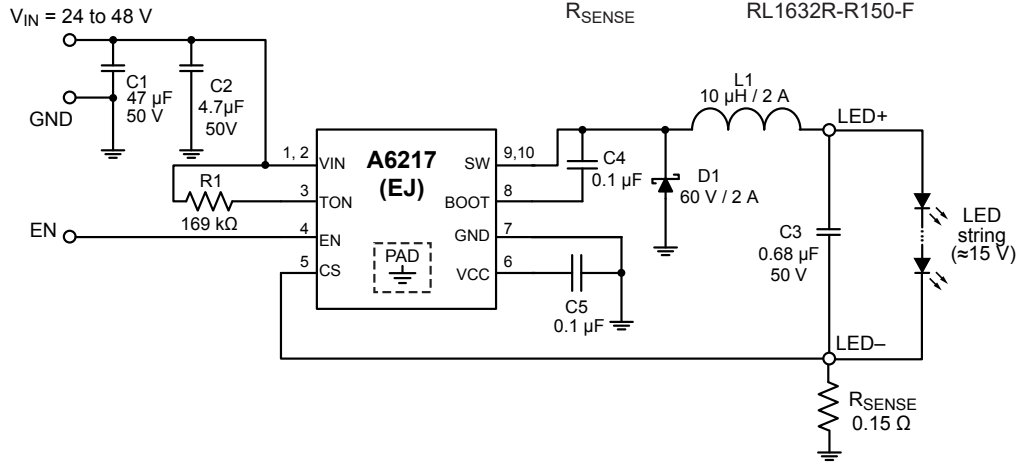 V_IN = 24 to 48 V
R_SENSE RL1632R-R150-F
C1
47 µF
50 V
C2
4.7µF
50V
GND
L1
10 µH / 2 A
LED+
1, 2
VIN
A6217
(EJ)
SW
9,10
C4
0.1 µF
D1
60 V / 2 A
R1
169 kΩ
3
TON
BOOT
8
EN
4
EN
GND
7
5
CS
PAD
VCC
6
C5
0.1 µF
C3
0.68 µF
50 V
LED
string
(≈15 V)
LED–
R_SENSE
0.15 Ω